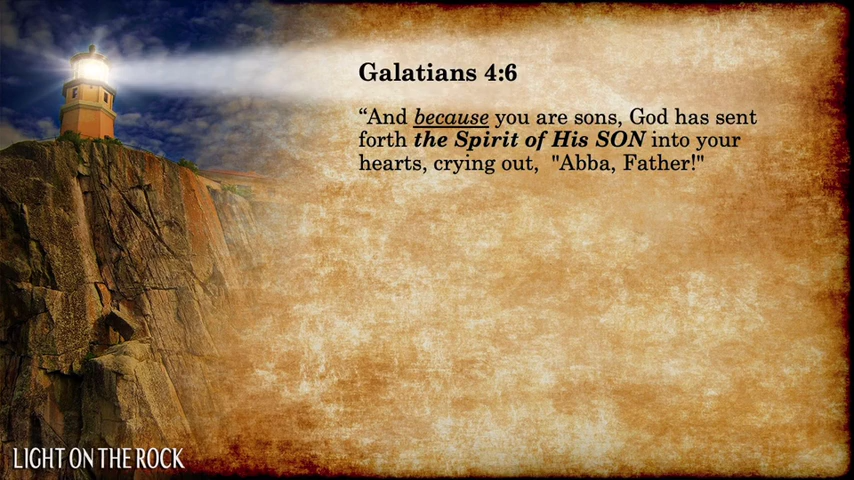 Galatians 4:6
“And because you are sons, God has sent
forth the Spirit of His SON into your
hearts, crying out,  "Abba, Father!"
LIGHT ON THE ROCK